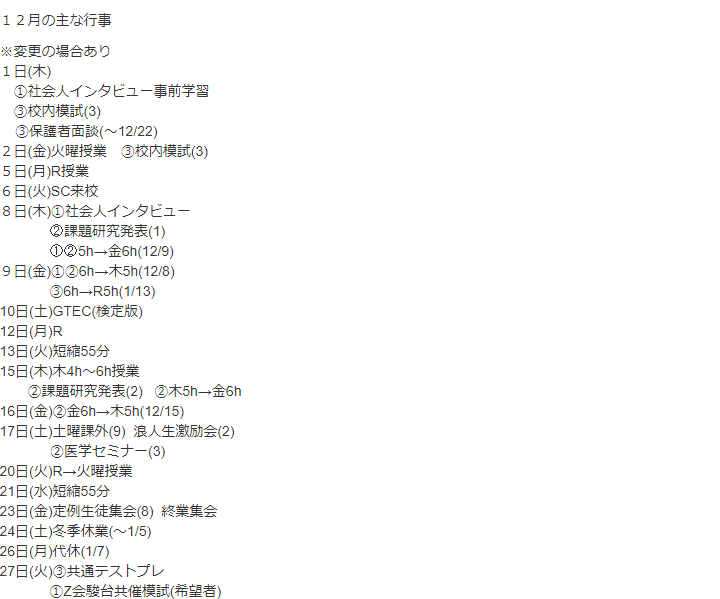 １２月の主な行事
※変更の場合あり
１日(木)
①社会人インタビュー事前学習
③校内模試(3)
③保護者面談(～12/22)
２日(金)火曜授業　③校内模試(3)
５日(月)R授業
６日(火)SC来校
８日(木)①社会人インタビュー
②課題研究発表(1)
①②5h→金6h(12/9)
９日(金)①②6h→木5h(12/8)
③6h→R5h(1/13)
10日(土)GTEC(検定版)
12日(月)R
13日(火)短縮55分
15日(木)木4h～6h授業
②課題研究発表(2)　②木5h→金6h
16日(金)②金6h→木5h(12/15)
17日(土)土曜課外(9)  浪人生激励会(2)
②医学セミナー(3)
20日(火)R→火曜授業
21日(水)短縮55分
23日(金)定例生徒集会(8)  終業集会
24日(土)冬季休業(～1/5)
26日(月)代休(1/7)
27日(火)③共通テストプレ
①Z会駿台共催模試(希望者)